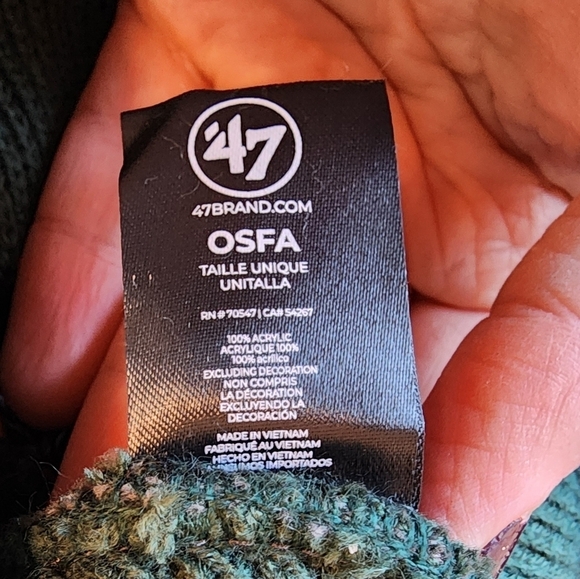 '47
47BRAND.COM
OSFA
TAILLE UNIQUE
UNITALLA
RN # 70547 | CA# 54267
100% ACRYLIC
ACRYLIQUE 100%
100% acrílico
EXCLUDING DECORATION
NON COMPRIS
LA DÉCORATION
EXCLUYENDO LA
DECORACIÓN
MADE IN VIETNAM
FABRIQUÉ AU VIETNAM
HECHO EN VIETNAM
INSUMOS IMPORTADOS